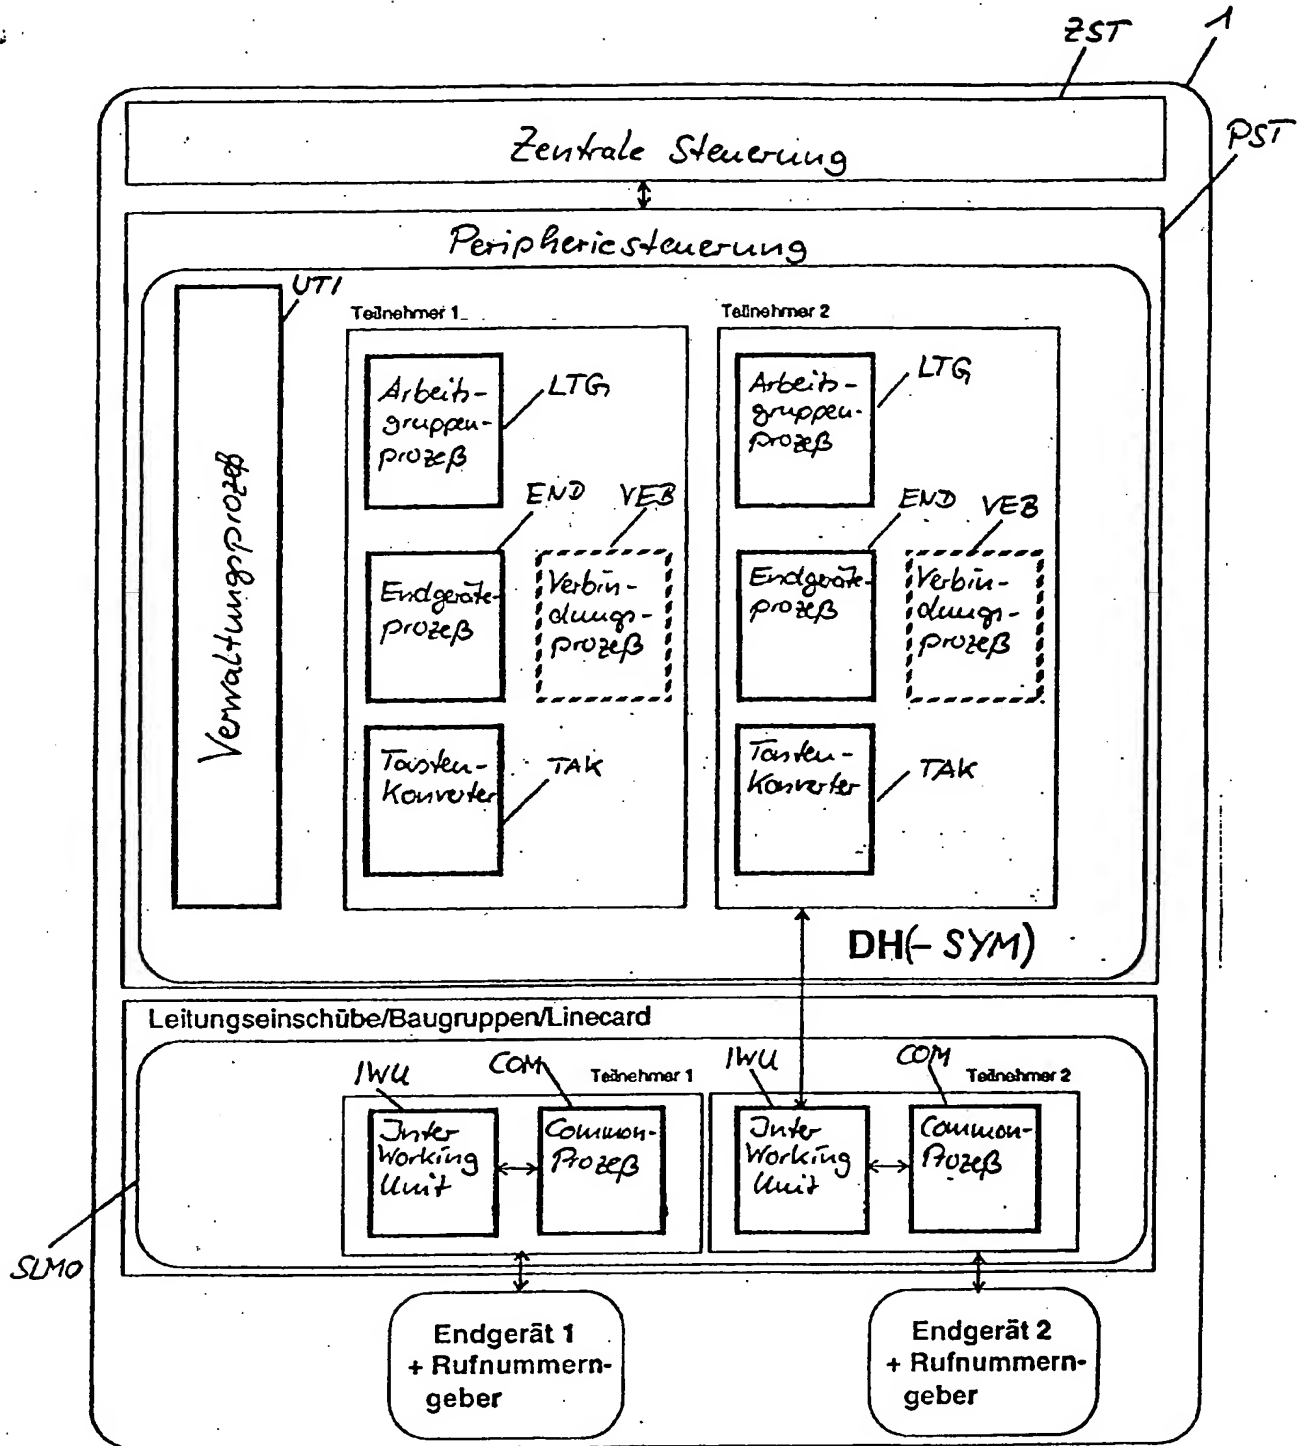 1
ZST
PST
Zentrale Steuerung
Peripheriesteuerung
UTI
Verwaltungsprozeß
Teilnehmer 1
LTG
Arbeits-
gruppen-
prozeß
END
VEB
Endgeräte-
prozeß
Verbin-
dungs-
prozeß
Tasten-
Konverter
TAK
Teilnehmer 2
LTG
Arbeits-
gruppen-
prozeß
END
VEB
Endgeräte-
prozeß
Verbin-
dungs-
prozeß
Tasten-
Konverter
TAK
DH(-SYM)
Leitungseinschübe/Baugruppen/Linecard
IWU
COM
Teilnehmer 1
Inter
Working
Unit
Common-
Prozeß
IWU
COM
Teilnehmer 2
Inter
Working
Unit
Common-
Prozeß
SLMO
Endgerät 1
+ Rufnummern-
geber
Endgerät 2
+ Rufnummern-
geber